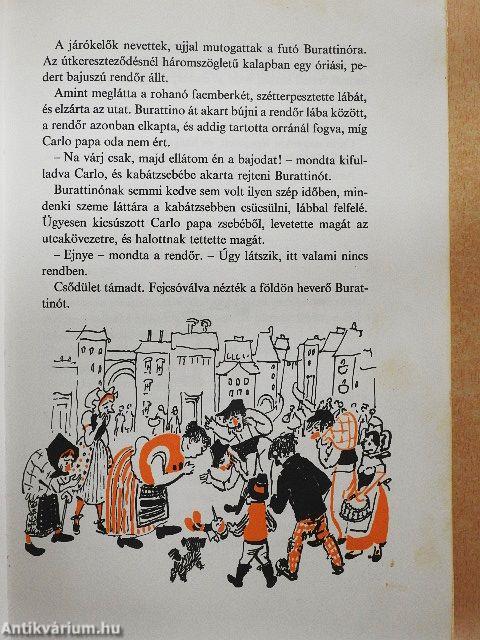 A járókelők nevettek, ujjal mutogattak a futó Burattinóra.
Az útkereszteződésnél háromszögletű kalapban egy óriási, pe-
dert bajuszú rendőr állt.
Amint meglátta a rohanó faemberkét, szétterpesztette lábát,
és elzárta az utat. Burattino át akart bújni a rendőr lába között,
a rendőr azonban elkapta, és addig tartotta orránál fogva, míg
Carlo papa oda nem ért.
– Na várj csak, majd ellátom én a bajodat! – mondta kiful-
ladva Carlo, és kabátzsebébe akarta rejteni Burattinót.
Burattinónak semmi kedve sem volt ilyen szép időben, min-
denki szeme láttára a kabátzsebben csücsülni, lábbal felfelé.
Ügyesen kicsúszott Carlo papa zsebéből, levetette magát az
utcakövezetre, és halottnak tettette magát.
– Ejnye – mondta a rendőr. – Úgy látszik, itt valami nincs
rendben.
Csődület támadt. Fejcsóválva nézték a földön heverő Burat-
tinót.
Antikvárium.hu